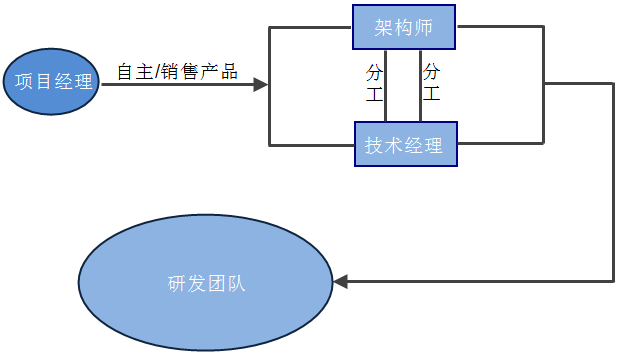 架构师
项目经理
自主/销售产品
分工
分工
技术经理
研发团队